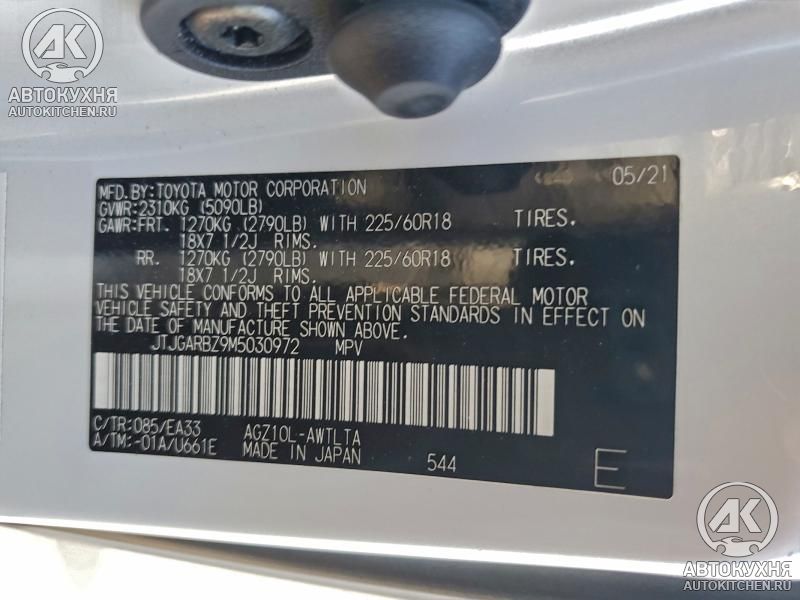 AK
АВТОКУХНЯ
AUTOKITCHEN.RU
MFD.BY:TOYOTA MOTOR CORPORATION 05/21
GVWR:2310KG (5090LB)
GAWR:FRT. 1270KG (2790LB) WITH 225/60R18 TIRES.
18X7 1/2J RIMS.
RR. 1270KG (2790LB) WITH 225/60R18 TIRES.
18X7 1/2J RIMS.
THIS VEHICLE CONFORMS TO ALL APPLICABLE FEDERAL MOTOR
VEHICLE SAFETY AND THEFT PREVENTION STANDARDS IN EFFECT ON
THE DATE OF MANUFACTURE SHOWN ABOVE.
JTJGARBZ9M5030972 MPV
C/TR:085/EA33 AGZ10L-AWTLTA
A/TM:-01A/U661E MADE IN JAPAN 544 E
AK
АВТОКУХНЯ
AUTOKITCHEN.RU